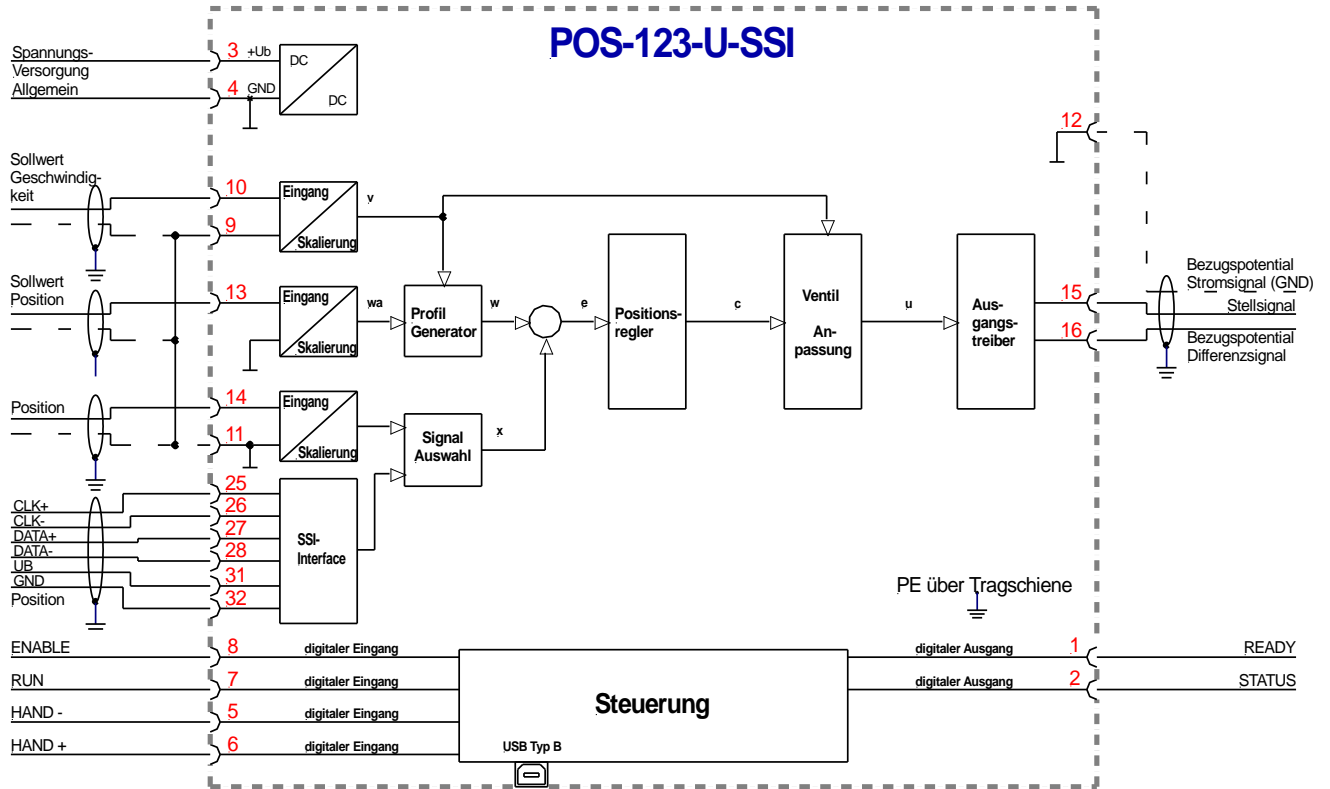 POS-123-U-SSI
Spannungs-
Versorgung
Allgemein
3 +Ub
4 GND
DC
DC
12
Sollwert
Geschwindig-
keit
10
9
Eingang
Skalierung
v
Sollwert
Position
13
Eingang
Skalierung
wa
Profil
Generator
w
e
Positions-
regler
c
Ventil
An-
passung
u
Aus-
gangs-
treiber
15
16
Bezugspotential
Stromsignal (GND)
Stellsignal
Bezugspotential
Differenzsignal
Position
14
11
Eingang
Skalierung
Signal
Auswahl
x
CLK+
CLK-
DATA+
DATA-
UB
GND
Position
25
26
27
28
31
32
SSI-
Interface
PE über Tragschiene
ENABLE 8 digitaler Eingang
RUN 7 digitaler Eingang
HAND - 5 digitaler Eingang
HAND + 6 digitaler Eingang
Steuerung
USB Typ B
digitaler Ausgang 1 READY
digitaler Ausgang 2 STATUS